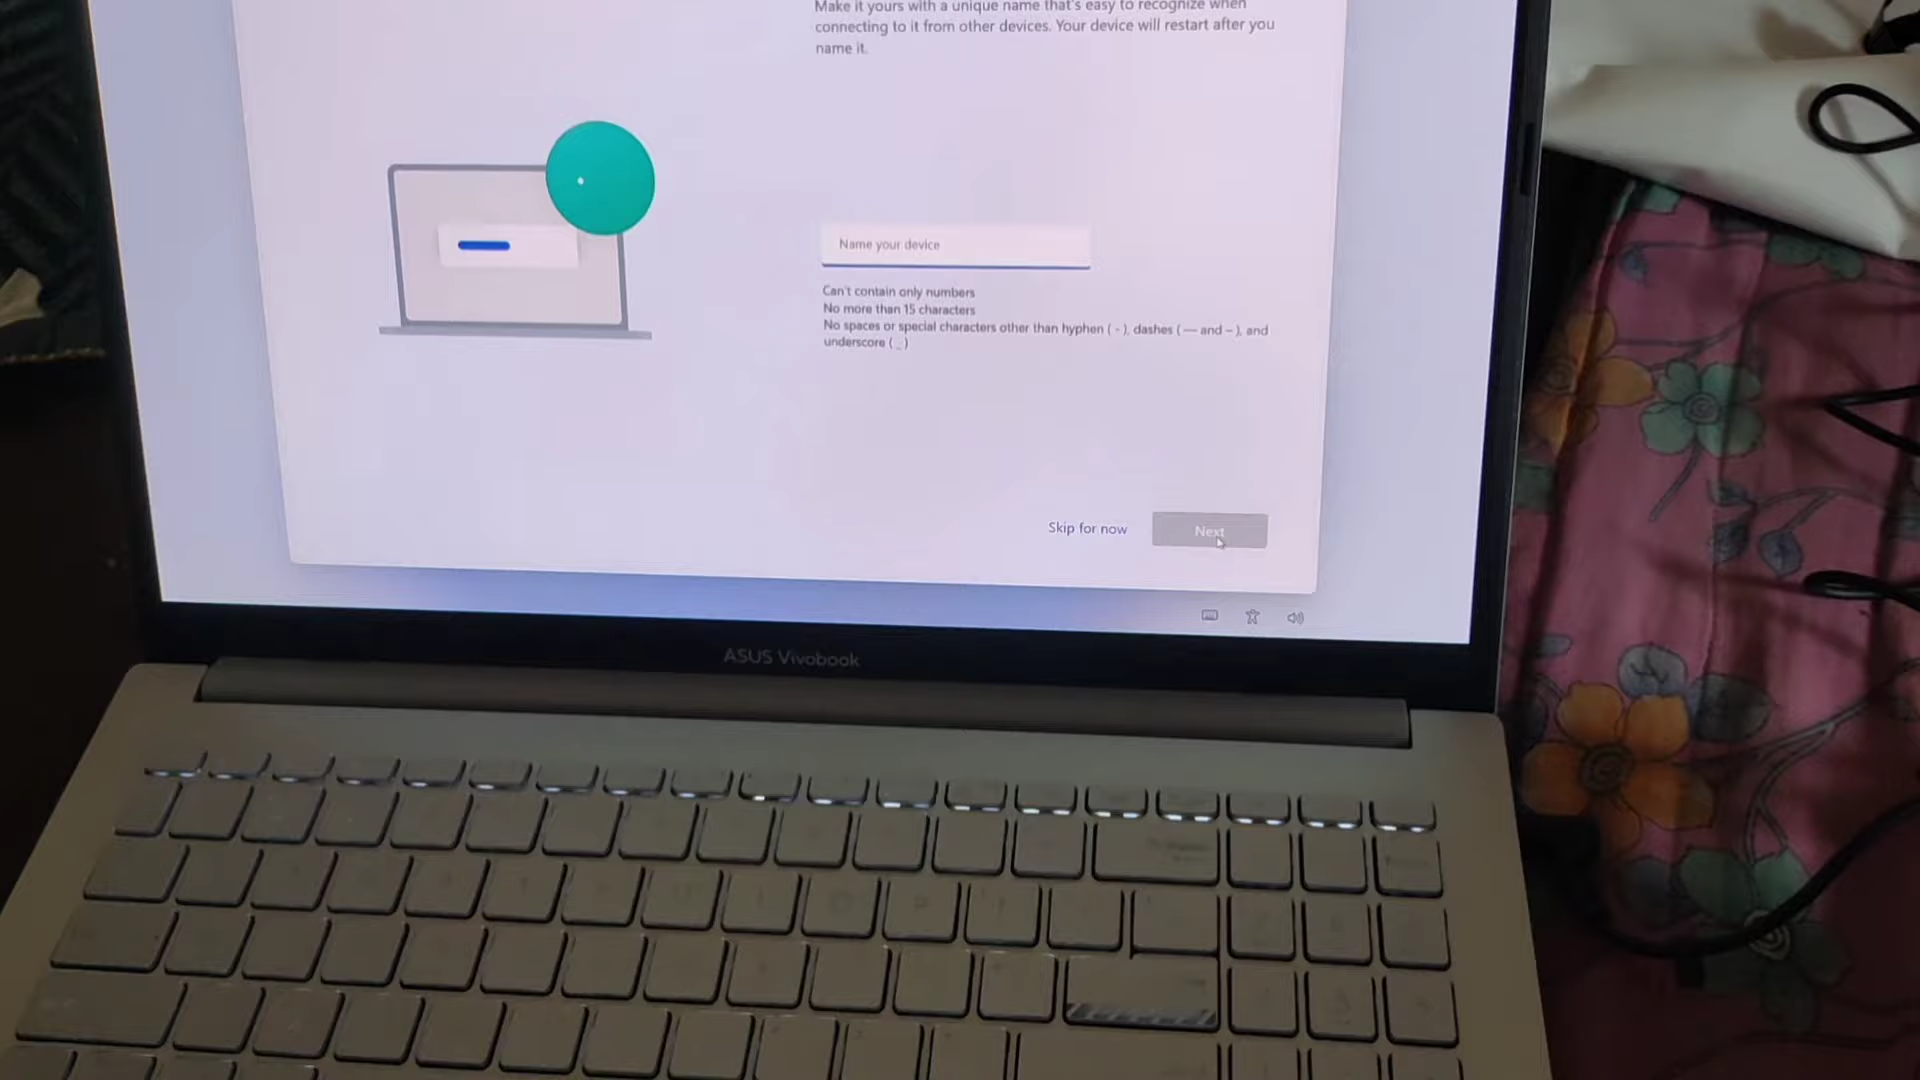 Make it yours with a unique name that's easy to recognize when
connecting to it from other devices. Your device will restart after you
name it.
Name your device
Can't contain only numbers
No more than 15 characters
No spaces or special characters other than hyphen ( - ), dashes ( — and – ), and
underscore ( _ )
Skip for now
Next
ASUS Vivobook